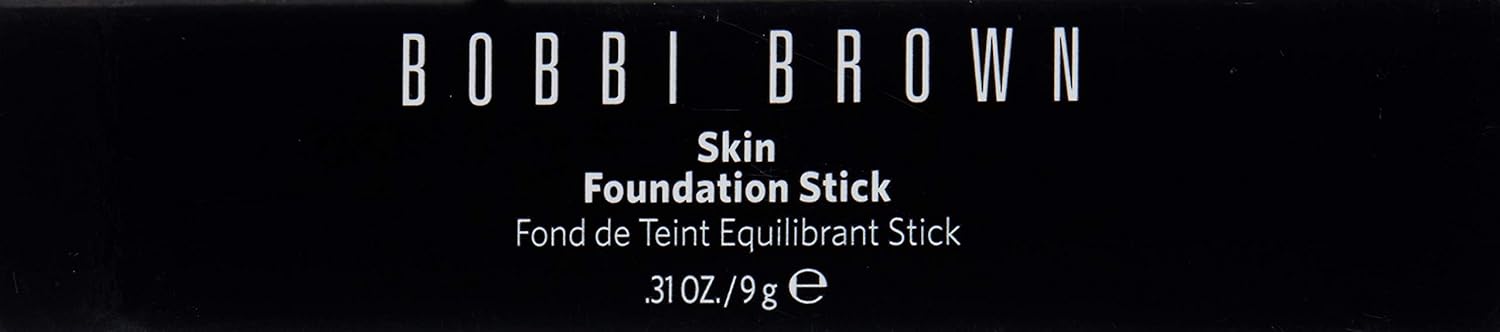 BOBBI BROWN
Skin
Foundation Stick
Fond de Teint Equilibrant Stick
.31 OZ./9 g ℮